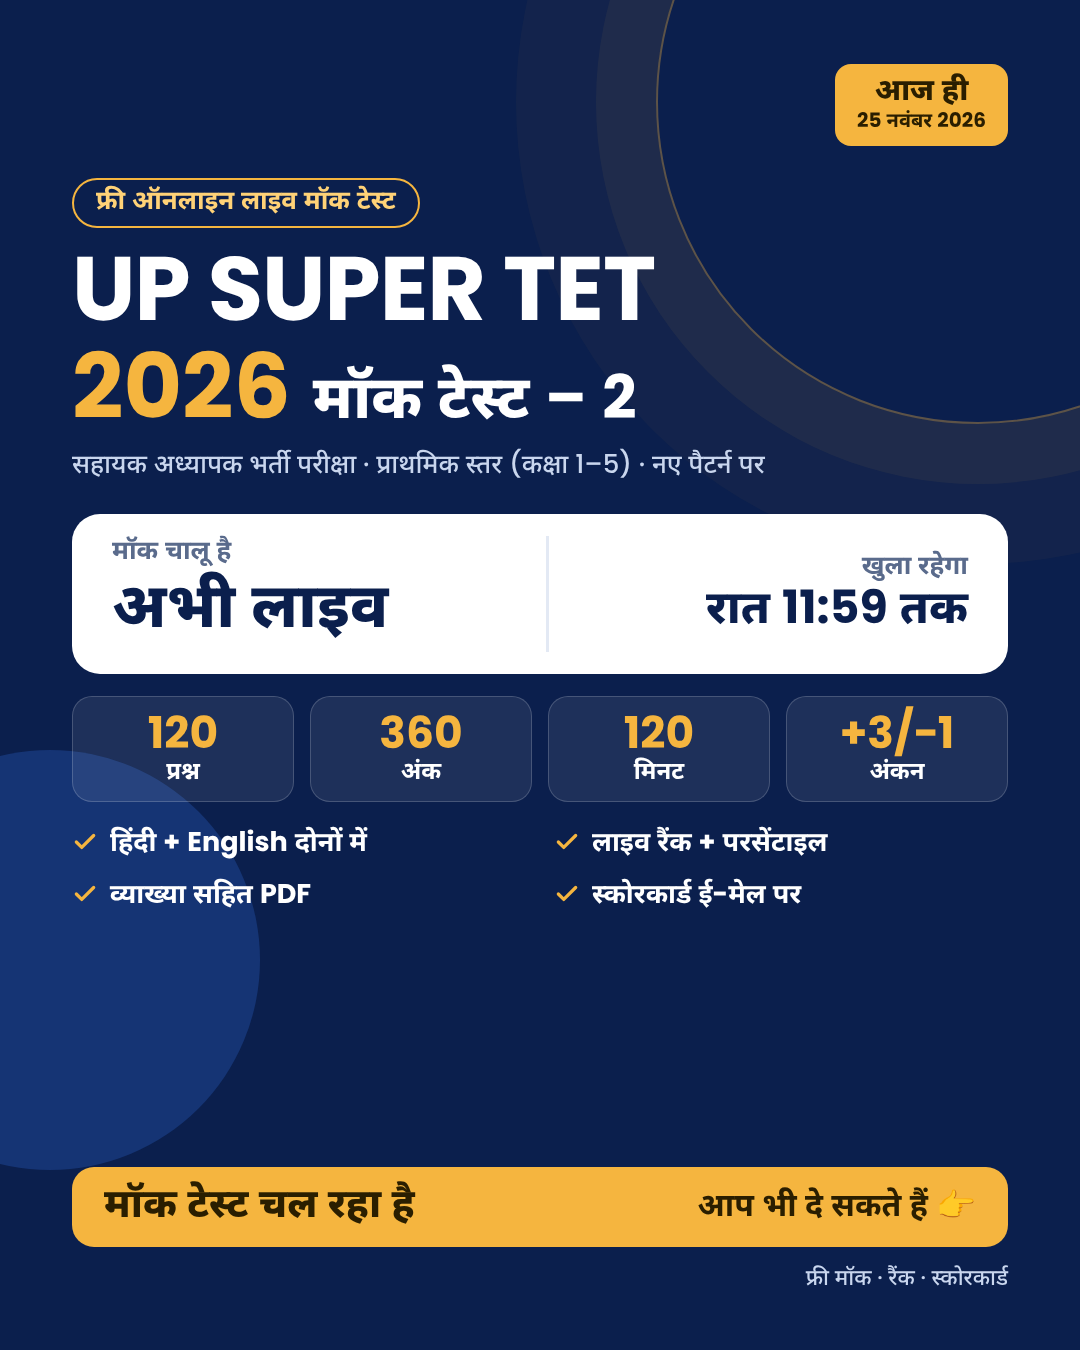 आज ही
25 नवंबर 2026
फ्री ऑनलाइन लाइव मॉक टेस्ट
UP SUPER TET
2026 मॉक टेस्ट – 2
सहायक अध्यापक भर्ती परीक्षा · प्राथमिक स्तर (कक्षा 1–5) · नए पैटर्न पर
मॉक चालू है
अभी लाइव
खुला रहेगा
रात 11:59 तक
120
प्रश्न
360
अंक
120
मिनट
+3/−1
अंकन
हिंदी + English दोनों में
लाइव रैंक + परसेंटाइल
व्याख्या सहित PDF
स्कोरकार्ड ई-मेल पर
मॉक टेस्ट चल रहा है
आप भी दे सकते हैं 👉
फ्री मॉक · रैंक · स्कोरकार्ड